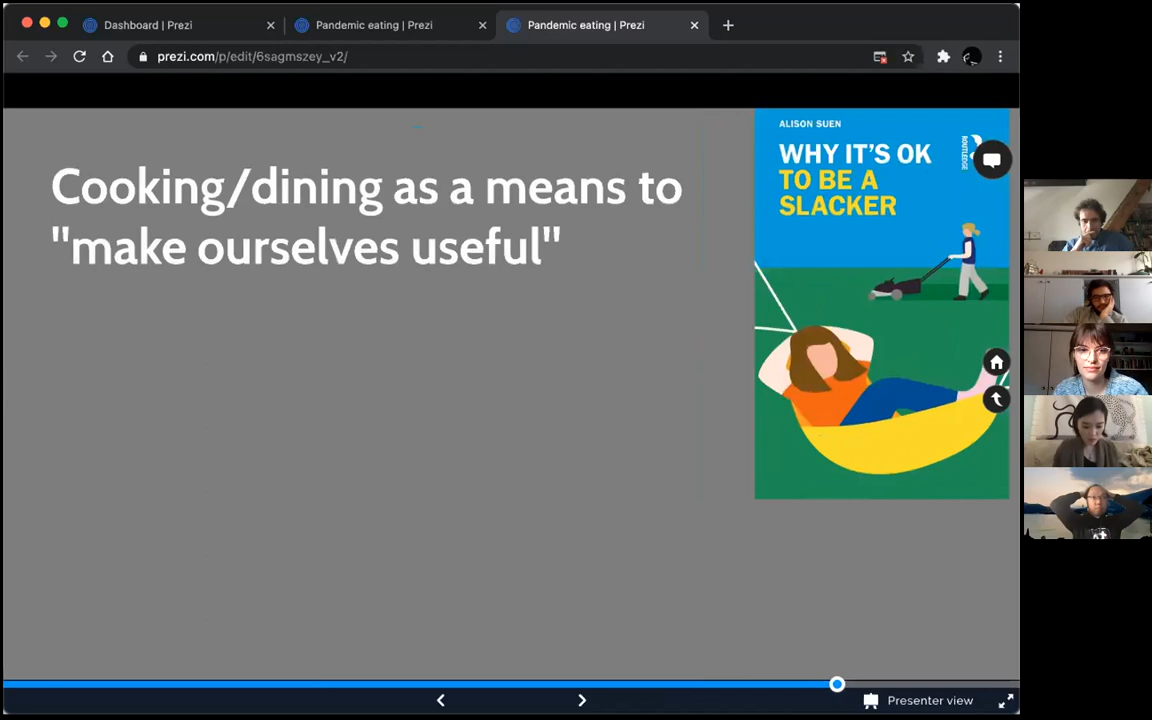 Dashboard | Prezi
Pandemic eating | Prezi
Pandemic eating | Prezi
prezi.com/p/edit/6sagmszey_v2/
Cooking/dining as a means to
"make ourselves useful"
ALISON SUEN
WHY IT'S OK
TO BE A
SLACKER
ROUTLEDGE
Presenter view